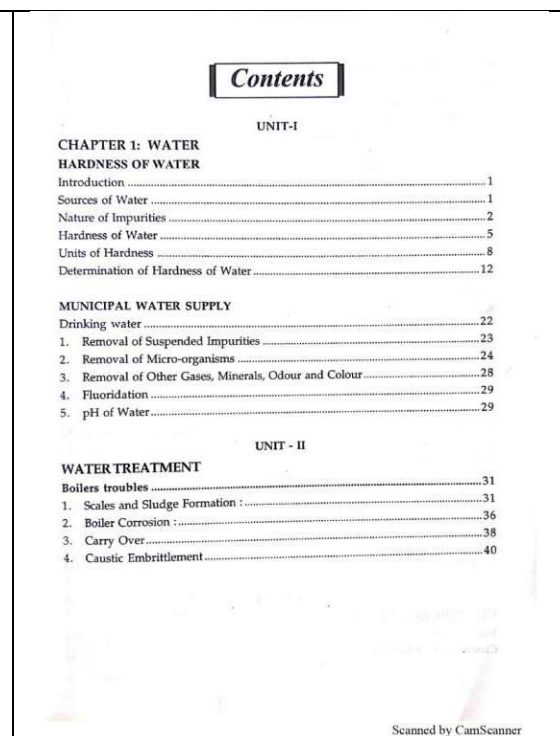 Contents
UNIT-I
CHAPTER 1: WATER
HARDNESS OF WATER
Introduction ........ 1
Sources of Water ........ 1
Nature of Impurities ........ 2
Hardness of Water ........ 5
Units of Hardness ........ 8
Determination of Hardness of Water ........ 12
MUNICIPAL WATER SUPPLY
Drinking water ........ 22
1. Removal of Suspended Impurities ........ 23
2. Removal of Micro-organisms ........ 24
3. Removal of Other Gases, Minerals, Odour and Colour ........ 28
4. Fluoridation ........ 29
5. pH of Water ........ 29
UNIT - II
WATER TREATMENT
Boilers troubles ........ 31
1. Scales and Sludge Formation : ........ 31
2. Boiler Corrosion : ........ 36
3. Carry Over ........ 38
4. Caustic Embrittlement ........ 40
Scanned by CamScanner